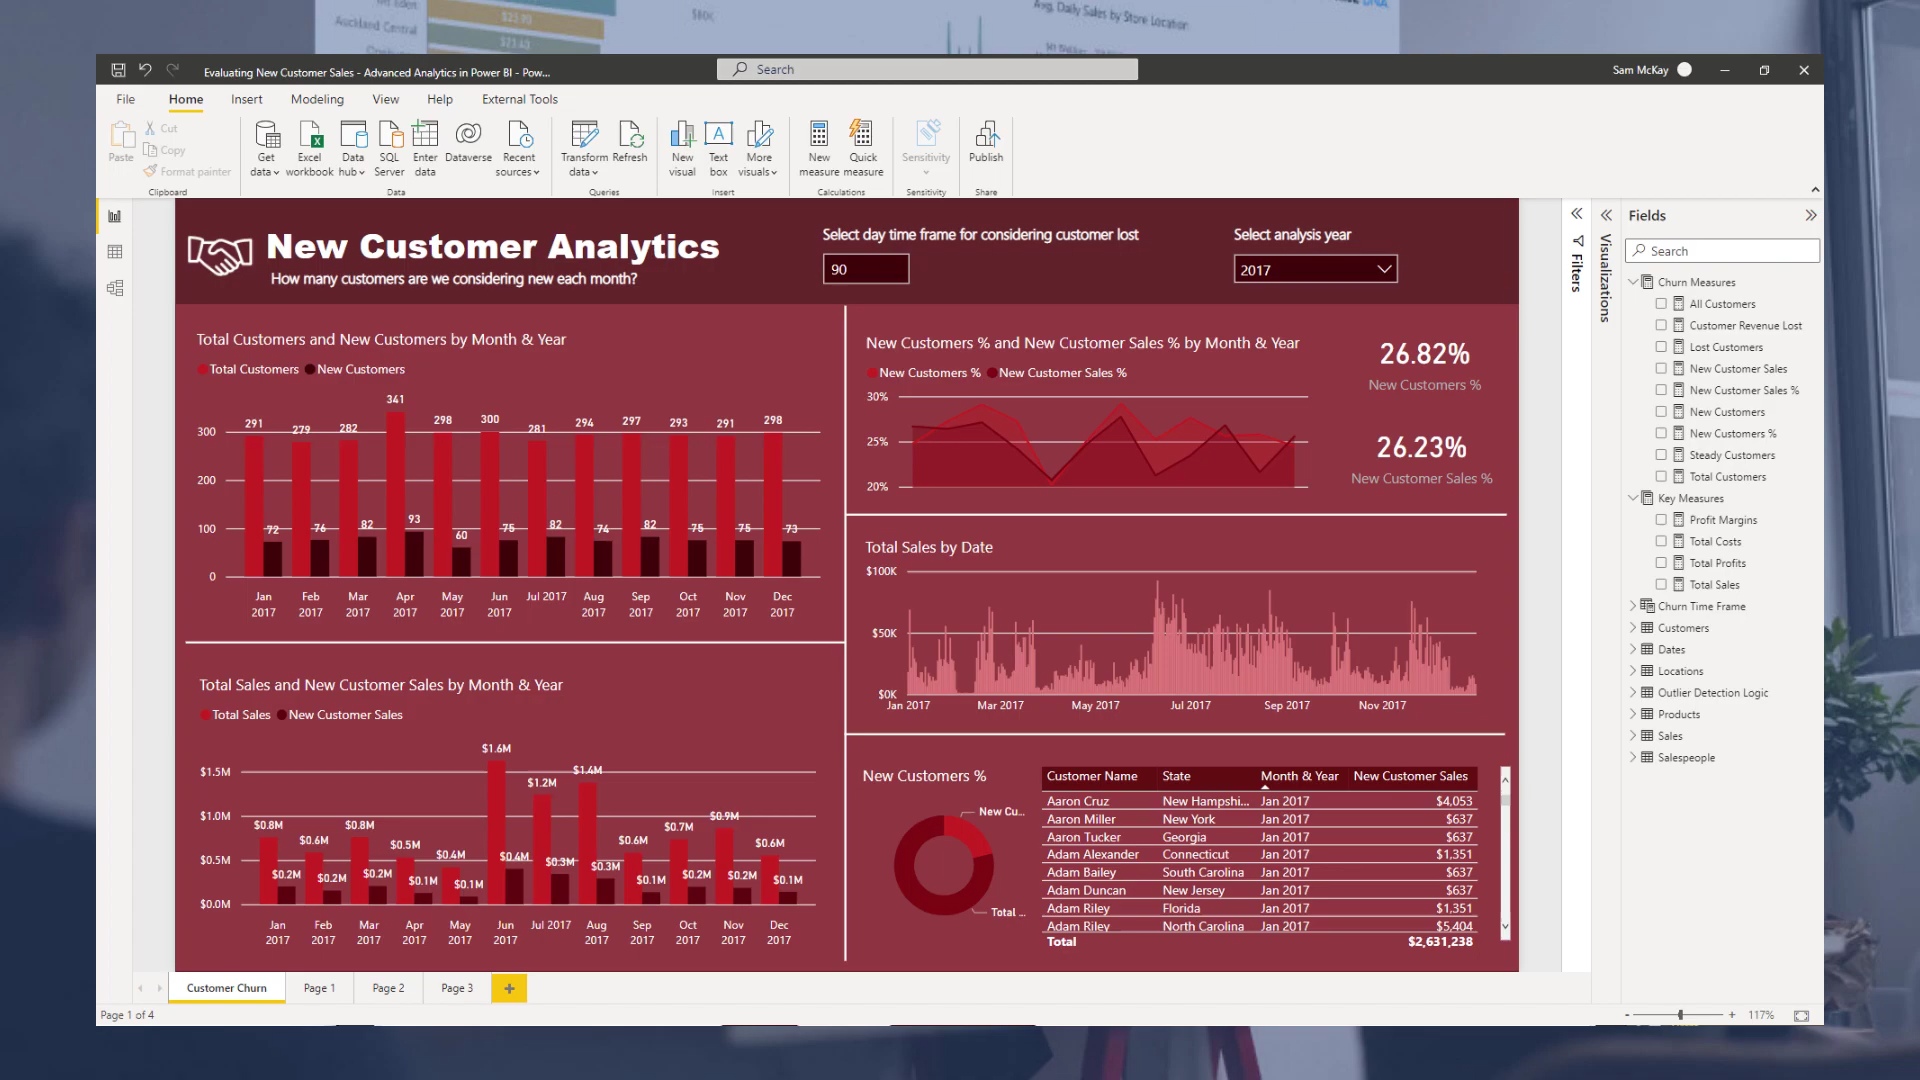 Auckland Central
$23.90
$23.43
$80K
Avg. Daily Sales by Store Location
Evaluating New Customer Sales - Advanced Analytics in Power BI - Pow...
Search
Sam McKay
File
Home
Insert
Modeling
View
Help
External Tools
Paste
Cut
Copy
Format painter
Clipboard
Get data
Excel workbook
Data hub
SQL Server
Enter data
Dataverse
Recent sources
Data
Transform data
Refresh
Queries
New visual
Text box
More visuals
Insert
New measure
Quick measure
Calculations
Sensitivity
Sensitivity
Publish
Share
New Customer Analytics
How many customers are we considering new each month?
Select day time frame for considering customer lost
90
Select analysis year
2017
Total Customers and New Customers by Month & Year
Total Customers New Customers
300
200
100
0
291 279 282 341 298 300 281 294 297 293 291 298
72 76 82 93 60 75 82 74 82 75 75 73
Jan 2017 Feb 2017 Mar 2017 Apr 2017 May 2017 Jun 2017 Jul 2017 Aug 2017 Sep 2017 Oct 2017 Nov 2017 Dec 2017
Total Sales and New Customer Sales by Month & Year
Total Sales New Customer Sales
$1.5M
$1.0M
$0.5M
$0.0M
$0.8M $0.6M $0.8M $0.5M $0.4M $1.6M $1.2M $1.4M $0.6M $0.7M $0.9M $0.6M
$0.2M $0.2M $0.2M $0.1M $0.1M $0.4M $0.3M $0.3M $0.1M $0.2M $0.2M $0.1M
Jan 2017 Feb 2017 Mar 2017 Apr 2017 May 2017 Jun 2017 Jul 2017 Aug 2017 Sep 2017 Oct 2017 Nov 2017 Dec 2017
New Customers % and New Customer Sales % by Month & Year
New Customers % New Customer Sales %
30%
25%
20%
26.82%
New Customers %
26.23%
New Customer Sales %
Total Sales by Date
$100K
$50K
$0K
Jan 2017 Mar 2017 May 2017 Jul 2017 Sep 2017 Nov 2017
New Customers %
New Cu...
Total ...
Customer Name State Month & Year New Customer Sales
Aaron Cruz New Hampshi... Jan 2017 $4,053
Aaron Miller New York Jan 2017 $637
Aaron Tucker Georgia Jan 2017 $637
Adam Alexander Connecticut Jan 2017 $1,351
Adam Bailey South Carolina Jan 2017 $637
Adam Duncan New Jersey Jan 2017 $637
Adam Riley Florida Jan 2017 $1,351
Adam Riley North Carolina Jan 2017 $5,404
Total $2,631,238
Filters
Visualizations
Fields
Search
Churn Measures
All Customers
Customer Revenue Lost
Lost Customers
New Customer Sales
New Customer Sales %
New Customers
New Customers %
Steady Customers
Total Customers
Key Measures
Profit Margins
Total Costs
Total Profits
Total Sales
Churn Time Frame
Customers
Dates
Locations
Outlier Detection Logic
Products
Sales
Salespeople
Customer Churn
Page 1
Page 2
Page 3
+
Page 1 of 4
- + 117%